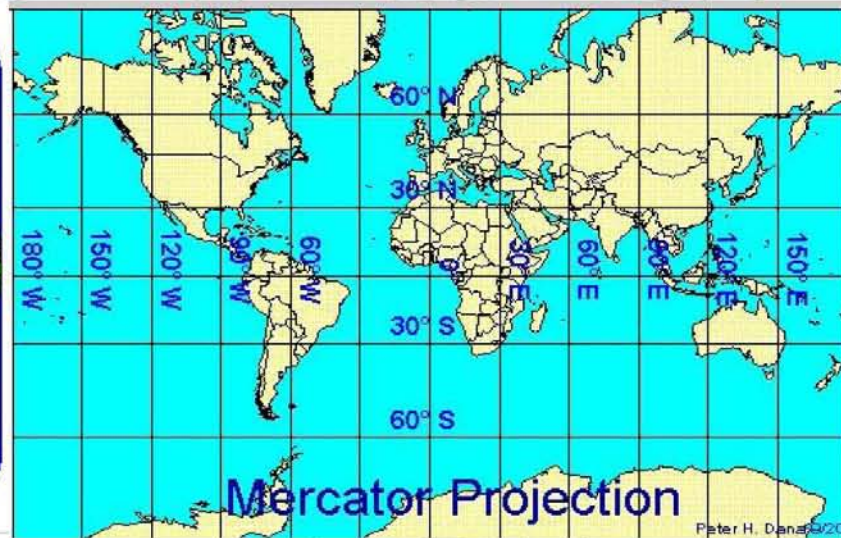 60° N
30° N
180° W
150° W
120° W
90° W
60° W
0°
30° E
60° E
90° E
120° E
150° E
30° S
60° S
Mercator Projection
Peter H. Dana